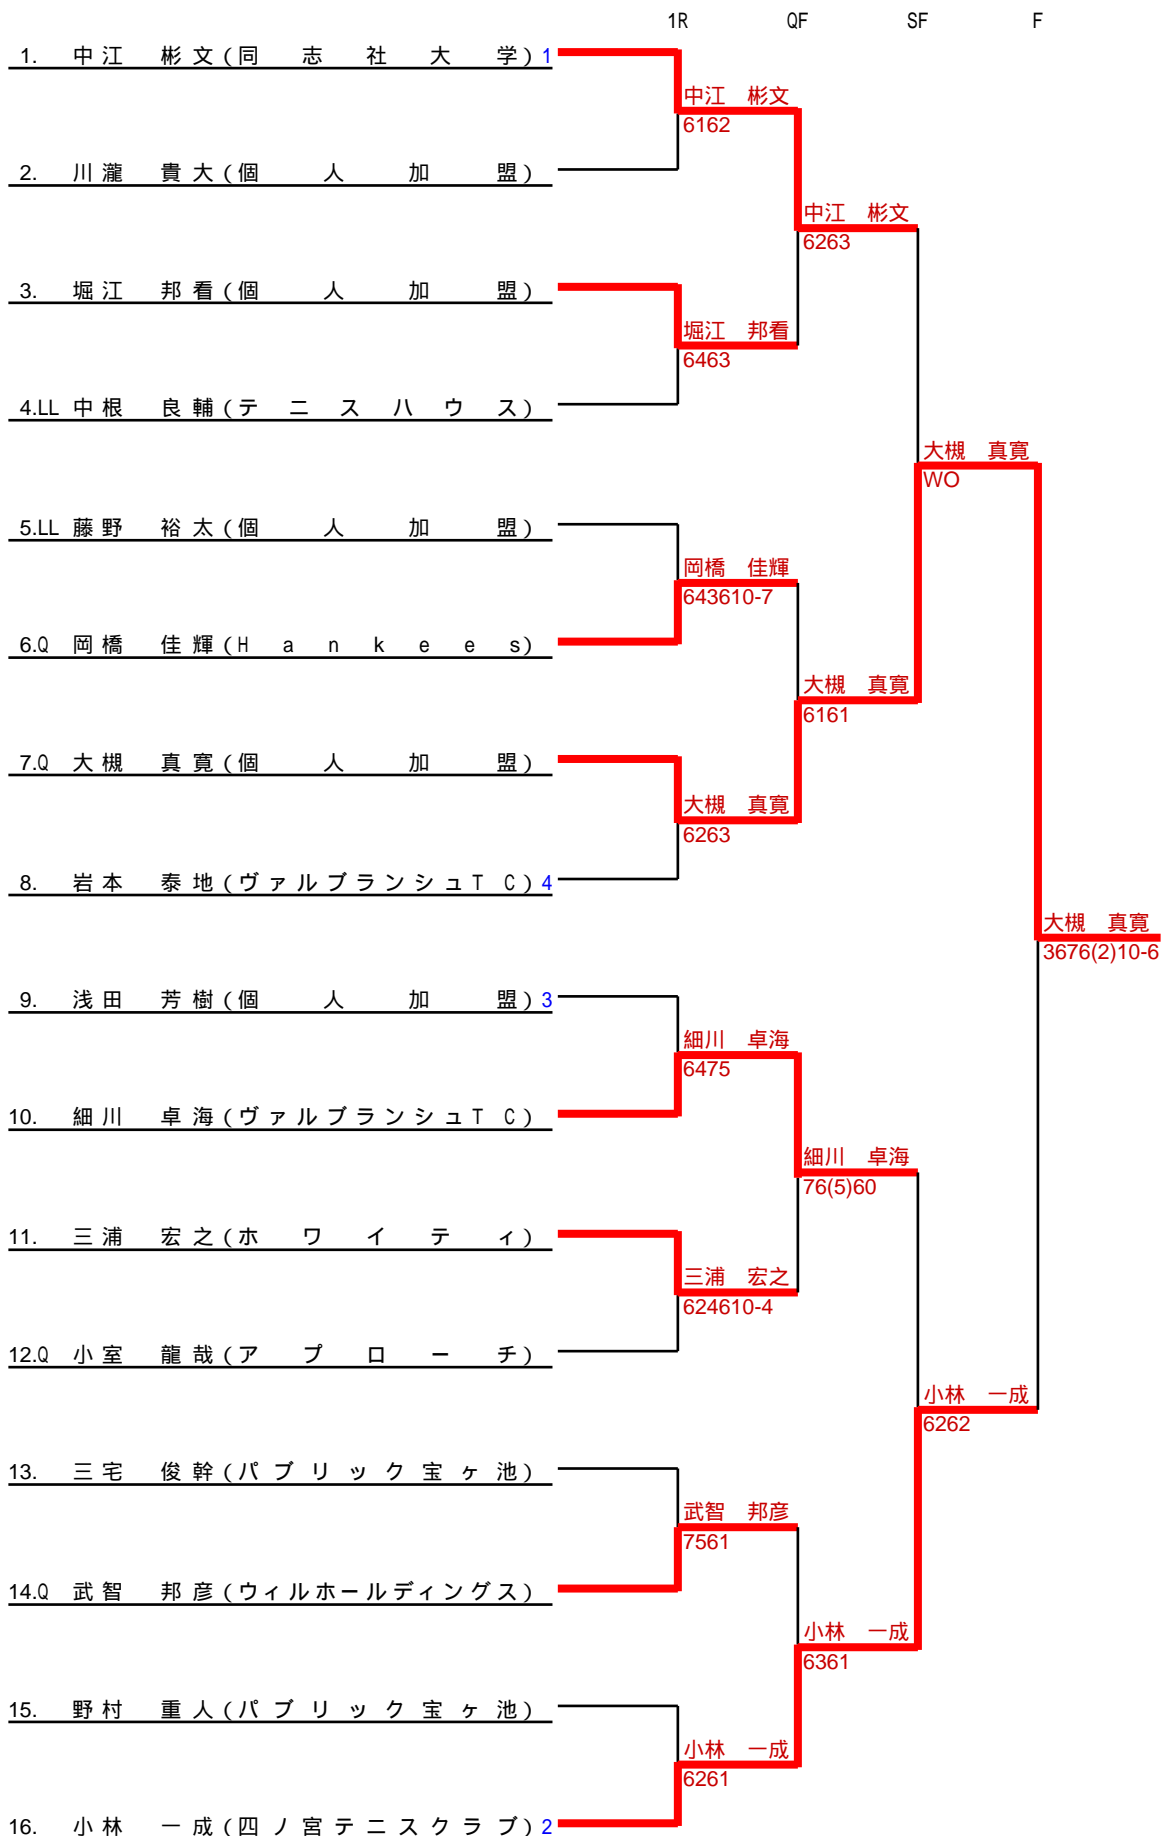 1R QF SF F
1. 中江 彬文(同志社大学) 1
中江 彬文
6162
2. 川瀧 貴大(個人加盟)
中江 彬文
6263
3. 堀江 邦看(個人加盟)
堀江 邦看
6463
4.LL 中根 良輔(テニスハウス)
大槻 真寛
WO
5.LL 藤野 裕太(個人加盟)
岡橋 佳輝
643610-7
6.Q 岡橋 佳輝(Hankees)
大槻 真寛
6161
7.Q 大槻 真寛(個人加盟)
大槻 真寛
6263
8. 岩本 泰地(ヴァルブランシュTC) 4
大槻 真寛
3676(2)10-6
9. 浅田 芳樹(個人加盟) 3
細川 卓海
6475
10. 細川 卓海(ヴァルブランシュTC)
細川 卓海
76(5)60
11. 三浦 宏之(ホワイティ)
三浦 宏之
624610-4
12.Q 小室 龍哉(アプローチ)
小林 一成
6262
13. 三宅 俊幹(パブリック宝ヶ池)
武智 邦彦
7561
14.Q 武智 邦彦(ウィルホールディングス)
小林 一成
6361
15. 野村 重人(パブリック宝ヶ池)
小林 一成
6261
16. 小林 一成(四ノ宮テニスクラブ) 2